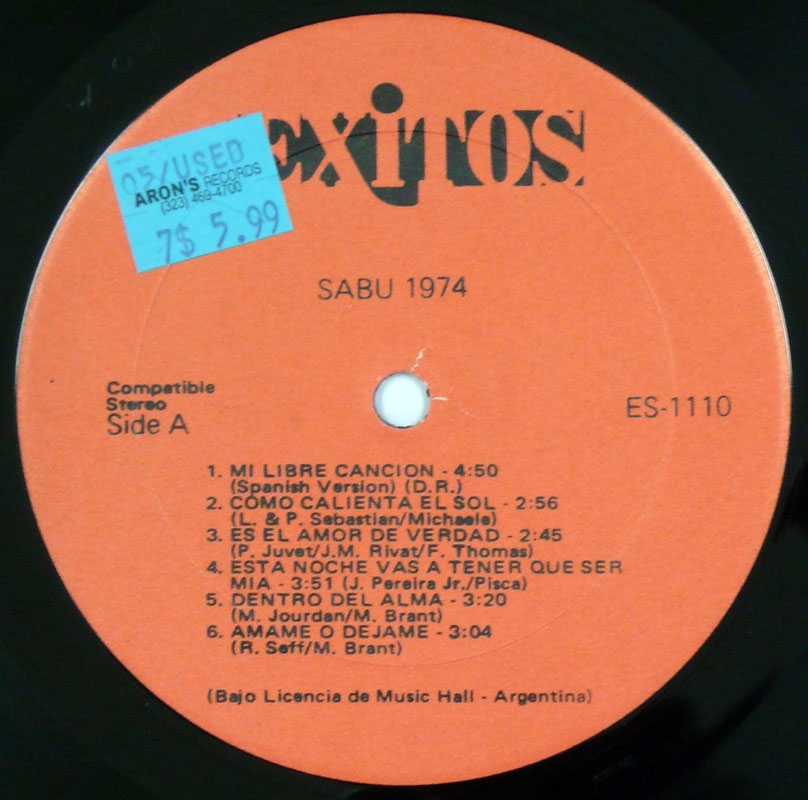 EXITOS
05/USED
ARON'S RECORDS
(323) 469-4700
7$ 5.99
SABU 1974
Compatible
Stereo
Side A
ES-1110
1. MI LIBRE CANCION - 4:50
(Spanish Version) (D.R.)
2. COMO CALIENTA EL SOL - 2:56
(L. & P. Sebastian/Michaele)
3. ES EL AMOR DE VERDAD - 2:45
(P. Juvet/J.M. Rivat/F. Thomas)
4. ESTA NOCHE VAS A TENER QUE SER
MIA - 3:51 (J. Pereira Jr./Pisca)
5. DENTRO DEL ALMA - 3:20
(M. Jourdan/M. Brant)
6. AMAME O DEJAME - 3:04
(R. Seff/M. Brant)
(Bajo Licencia de Music Hall - Argentina)